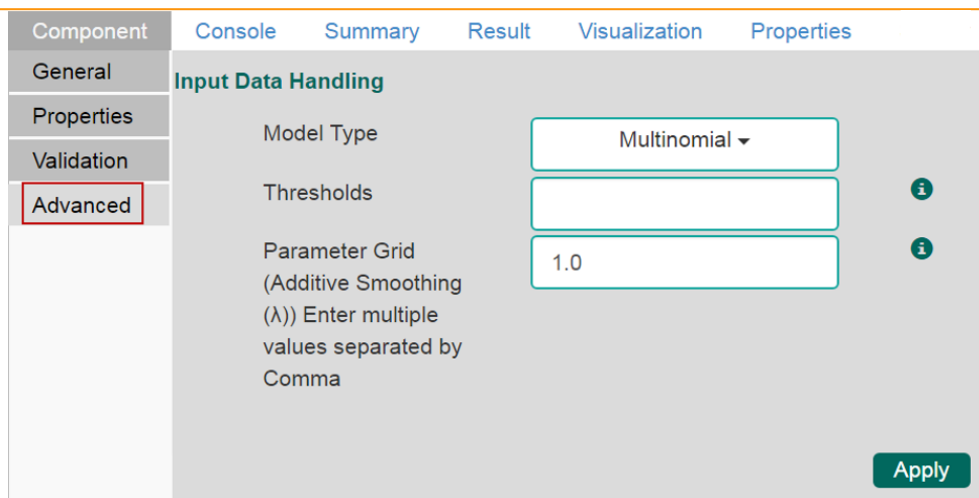 Component Console Summary Result Visualization Properties
General
Properties
Validation
Advanced
Input Data Handling
Model Type
Multinomial
Thresholds
Parameter Grid
(Additive Smoothing
(λ)) Enter multiple
values separated by
Comma
1.0
Apply